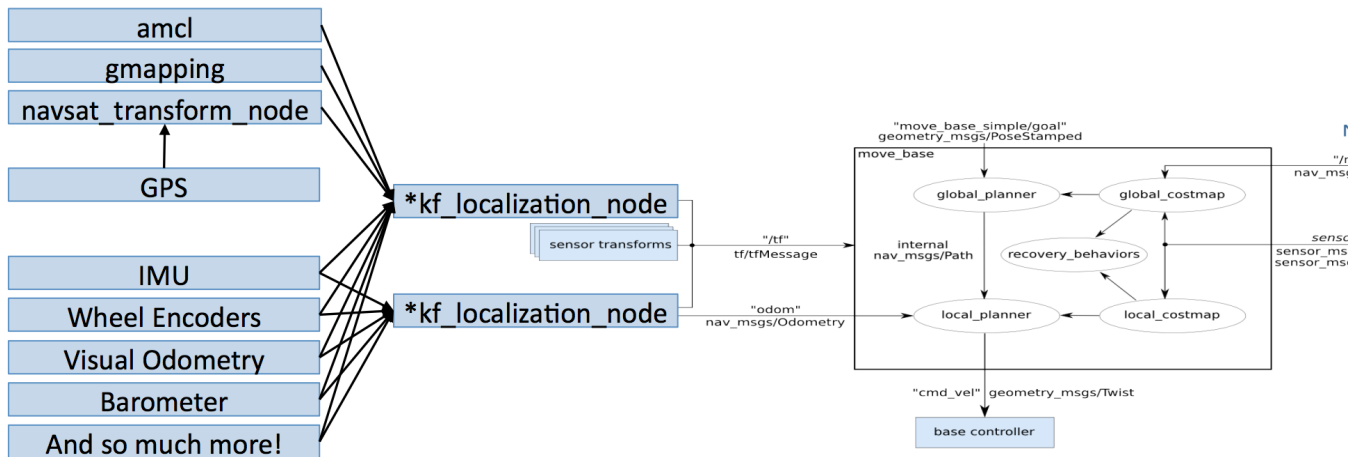 amcl
gmapping
navsat_transform_node
GPS
IMU
Wheel Encoders
Visual Odometry
Barometer
And so much more!
*kf_localization_node
sensor transforms
*kf_localization_node
"/tf"
tf/tfMessage
"odom"
nav_msgs/Odometry
"move_base_simple/goal"
geometry_msgs/PoseStamped
move_base
global_planner
global_costmap
internal
nav_msgs/Path
recovery_behaviors
local_planner
local_costmap
"cmd_vel" geometry_msgs/Twist
base controller
nav_msg
sensor_ms